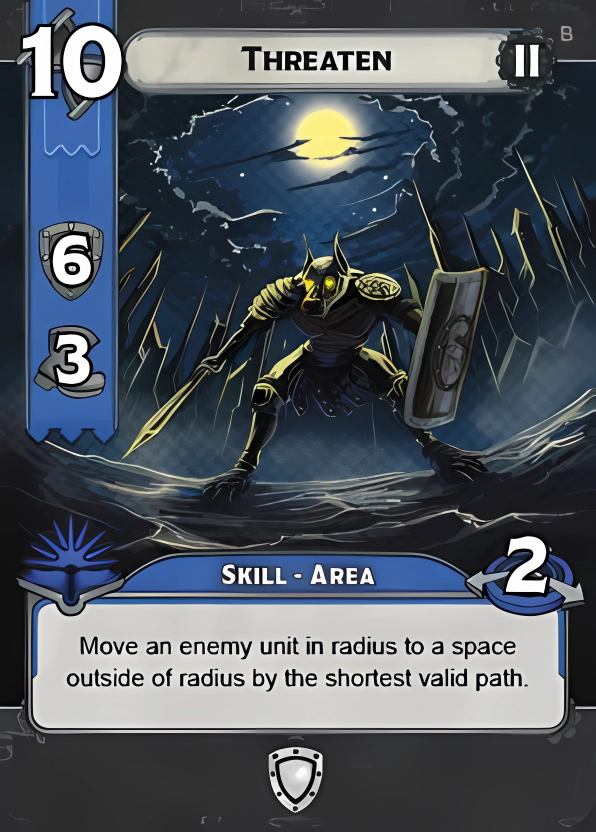 10
THREATEN
II
B
6
3
SKILL - AREA
2
Move an enemy unit in radius to a space
outside of radius by the shortest valid path.